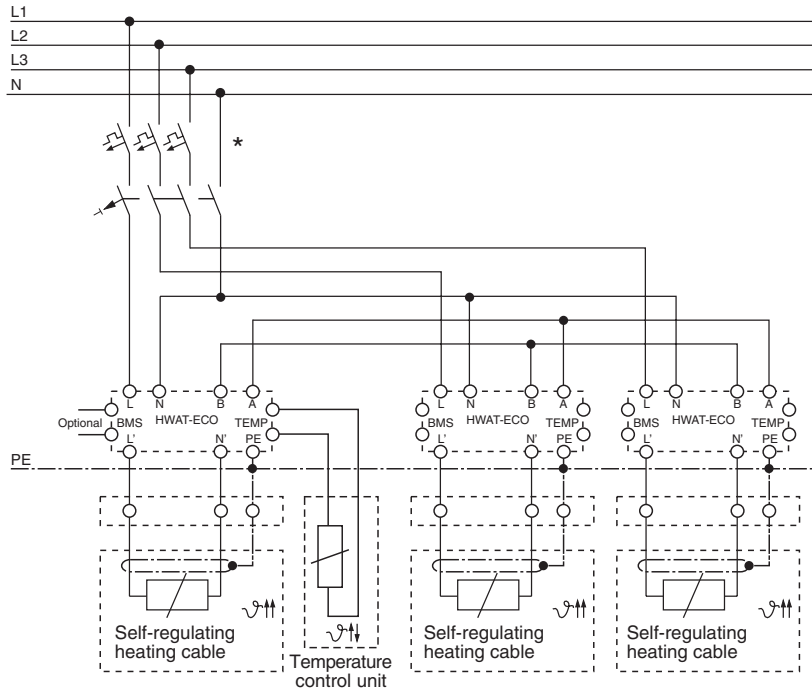 L1
L2
L3
N
*
L N B A
Optional BMS HWAT-ECO TEMP
L' N' PE
L N B A
BMS HWAT-ECO TEMP
L' N' PE
L N B A
BMS HWAT-ECO TEMP
L' N' PE
PE
ϑ
Self-regulating
heating cable
ϑ
Temperature
control unit
ϑ
Self-regulating
heating cable
ϑ
Self-regulating
heating cable